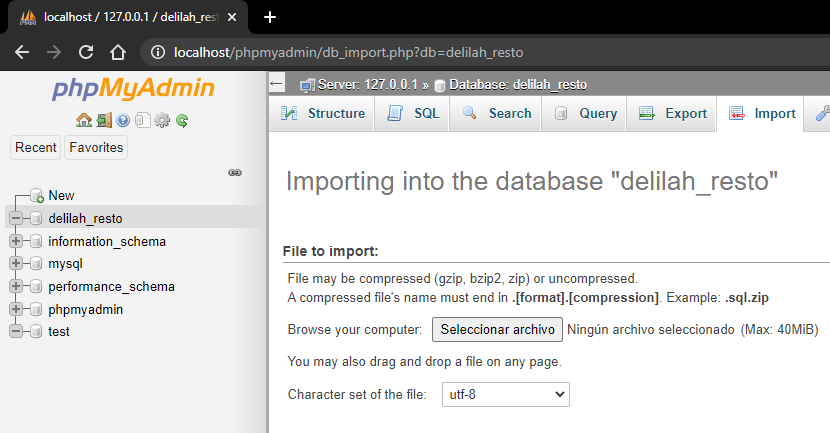 localhost / 127.0.0.1 / delilah_res
localhost/phpmyadmin/db_import.php?db=delilah_resto
phpMyAdmin
Recent
Favorites
New
delilah_resto
information_schema
mysql
performance_schema
phpmyadmin
test
Server: 127.0.0.1 » Database: delilah_resto
Structure
SQL
Search
Query
Export
Import
Importing into the database "delilah_resto"
File to import:
File may be compressed (gzip, bzip2, zip) or uncompressed.
A compressed file's name must end in .[format].[compression]. Example: .sql.zip
Browse your computer: Seleccionar archivo Ningún archivo seleccionado (Max: 40MiB)
You may also drag and drop a file on any page.
Character set of the file: utf-8